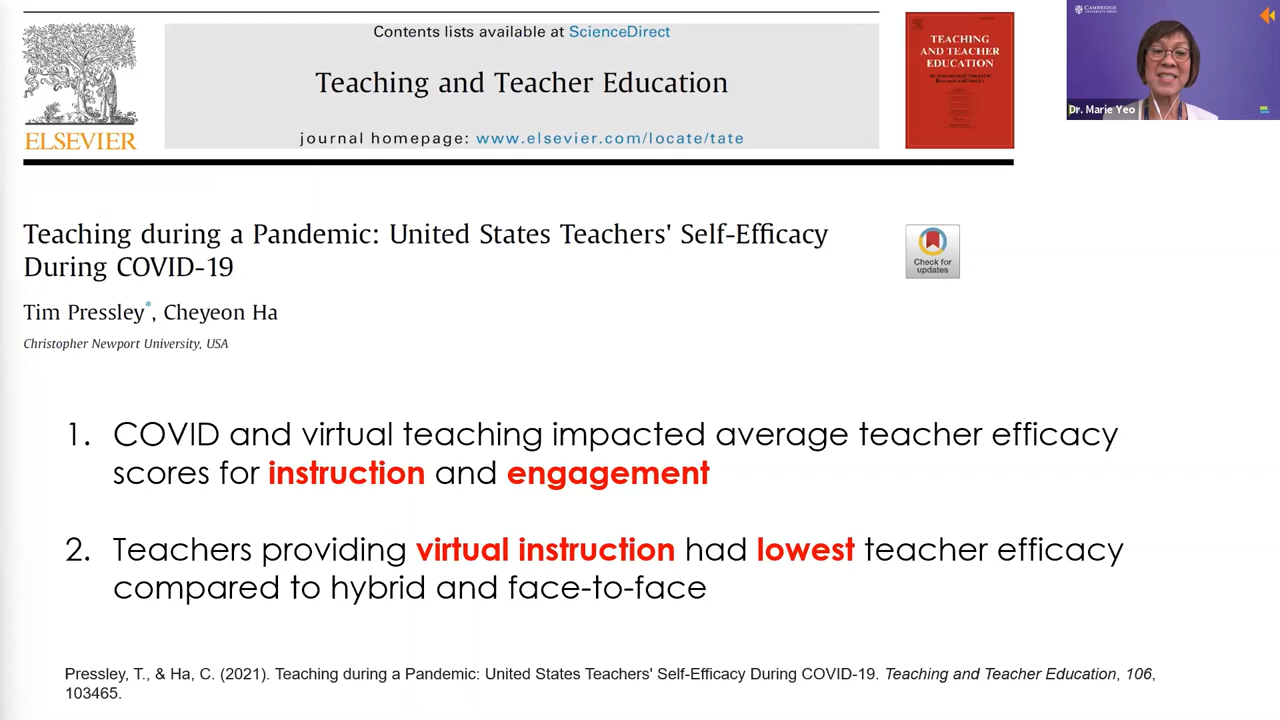 Contents lists available at ScienceDirect
Teaching and Teacher Education
journal homepage: www.elsevier.com/locate/tate
ELSEVIER
TEACHING
AND TEACHER
EDUCATION
CAMBRIDGE
UNIVERSITY PRESS
Dr. Marie Yeo
Teaching during a Pandemic: United States Teachers' Self-Efficacy
During COVID-19
Check for
updates
Tim Pressley*, Cheyeon Ha
Christopher Newport University, USA
1. COVID and virtual teaching impacted average teacher efficacy
scores for instruction and engagement
2. Teachers providing virtual instruction had lowest teacher efficacy
compared to hybrid and face-to-face
Pressley, T., & Ha, C. (2021). Teaching during a Pandemic: United States Teachers' Self-Efficacy During COVID-19. Teaching and Teacher Education, 106,
103465.